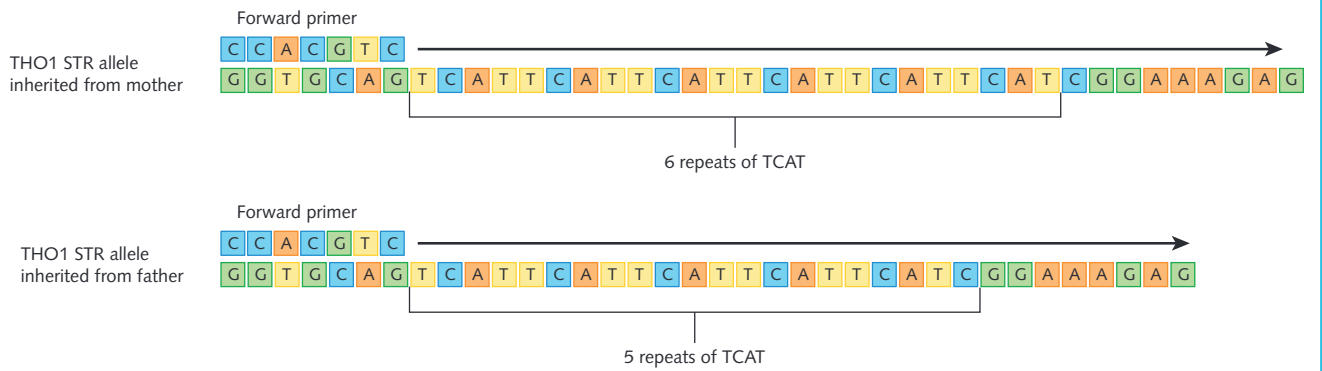 Forward primer
C C A C G T C
THO1 STR allele
inherited from mother
G G T G C A G T C A T T C A T T C A T T C A T T C A T T C A T C G G A A A G A G
6 repeats of TCAT
Forward primer
C C A C G T C
THO1 STR allele
inherited from father
G G T G C A G T C A T T C A T T C A T T C A T T C A T C G G A A A G A G
5 repeats of TCAT